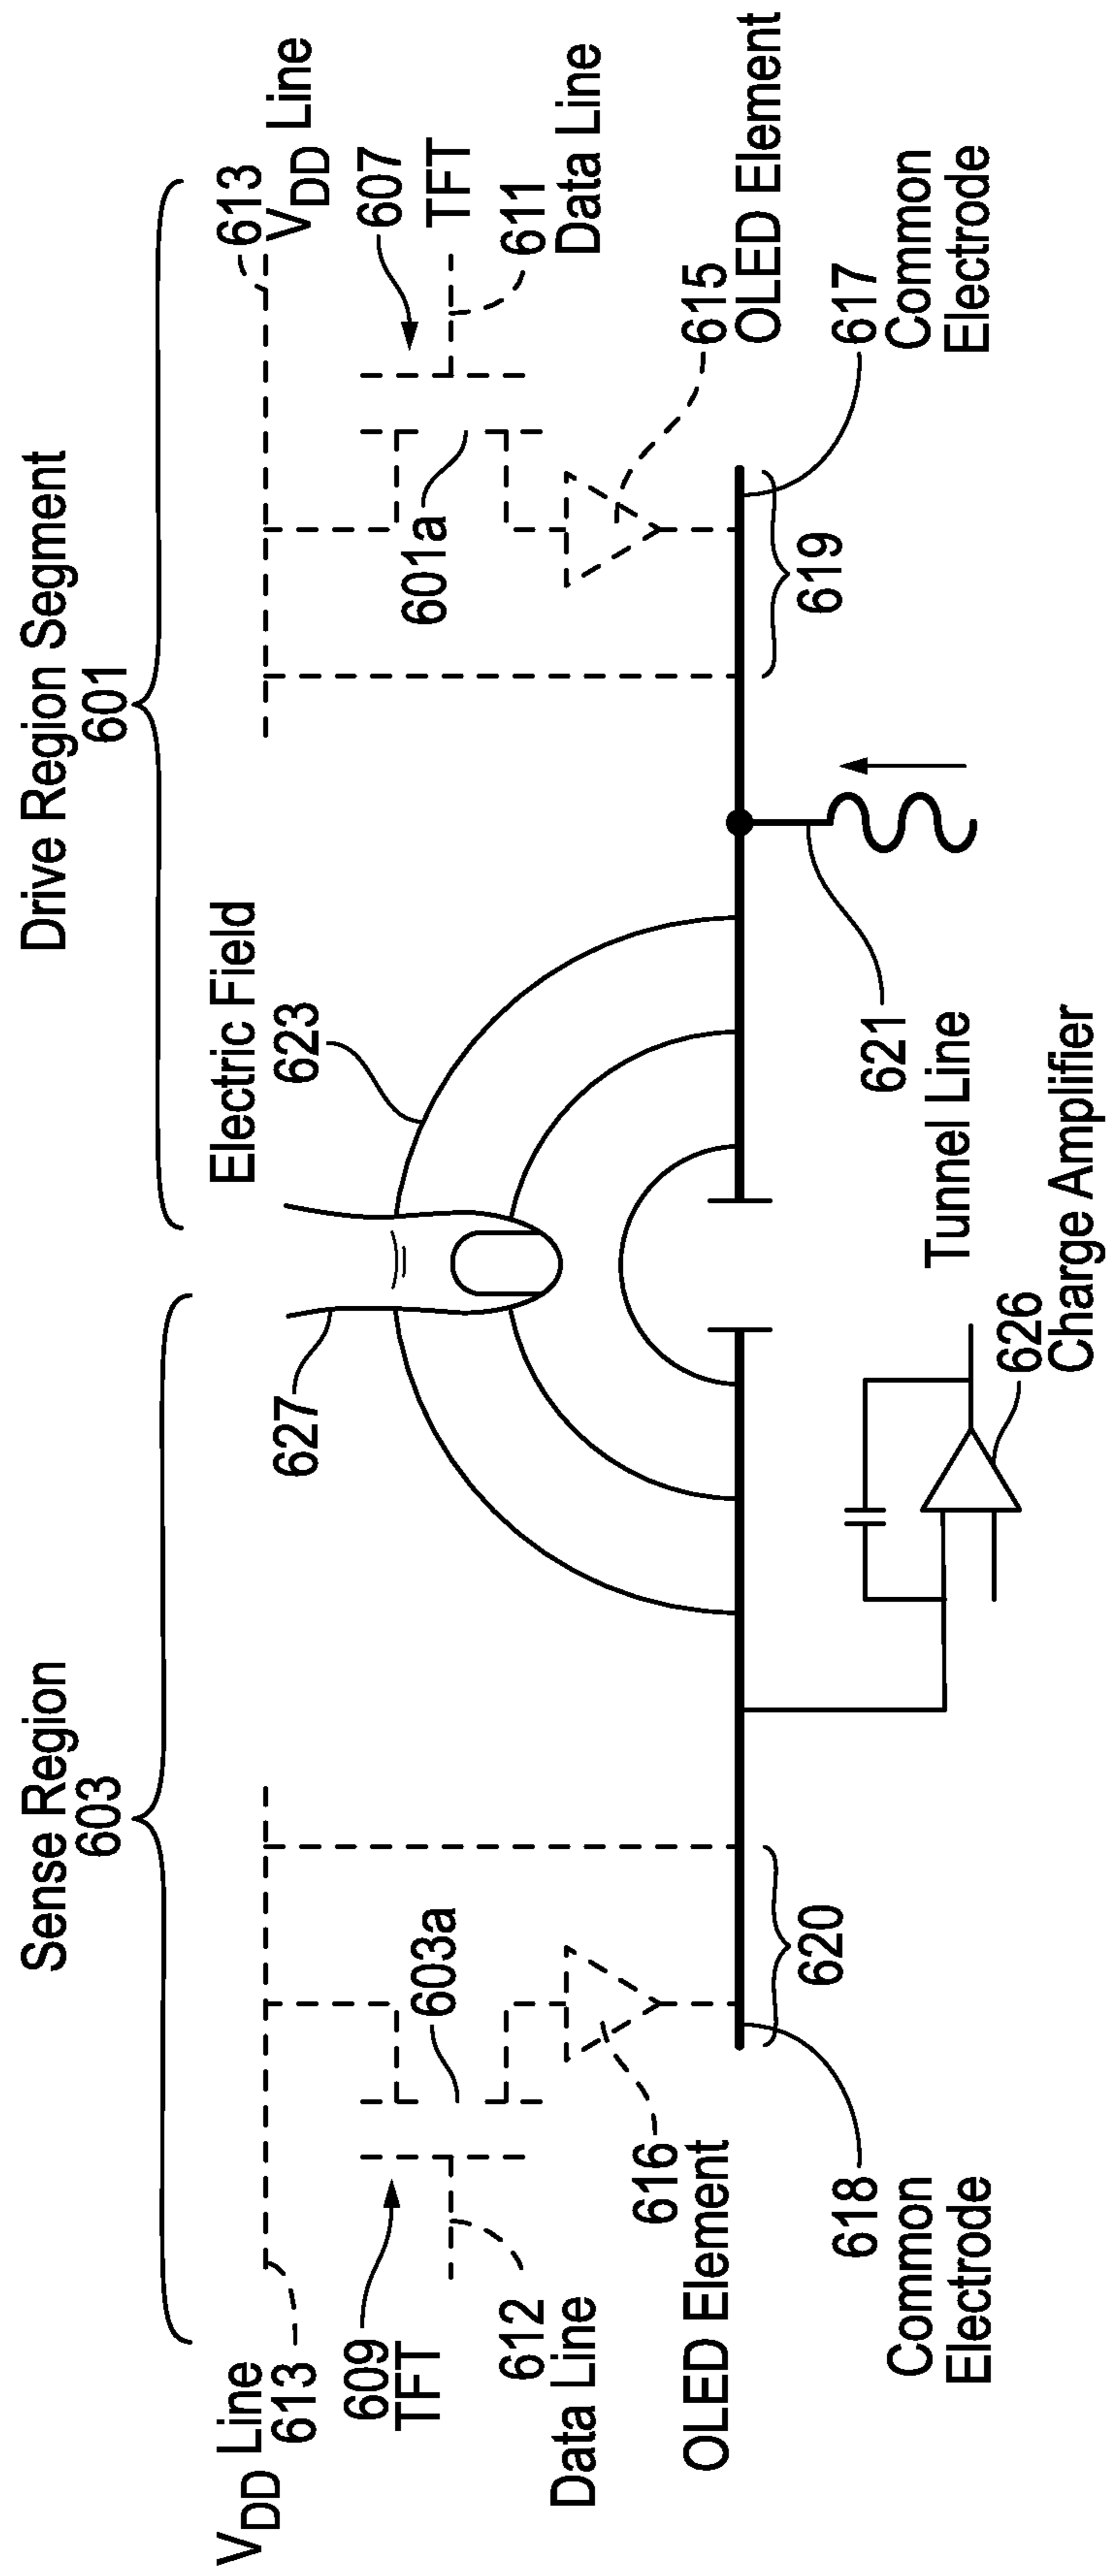 Sense Region
603
Drive Region Segment
601
V_DD Line
613
609
TFT
612
Data Line
603a
616
OLED Element
618
Common
Electrode
620
627
Electric Field
623
626
Charge Amplifier
621
Tunnel Line
613
V_DD Line
607
TFT
611
Data Line
601a
615
OLED Element
617
Common
Electrode
619